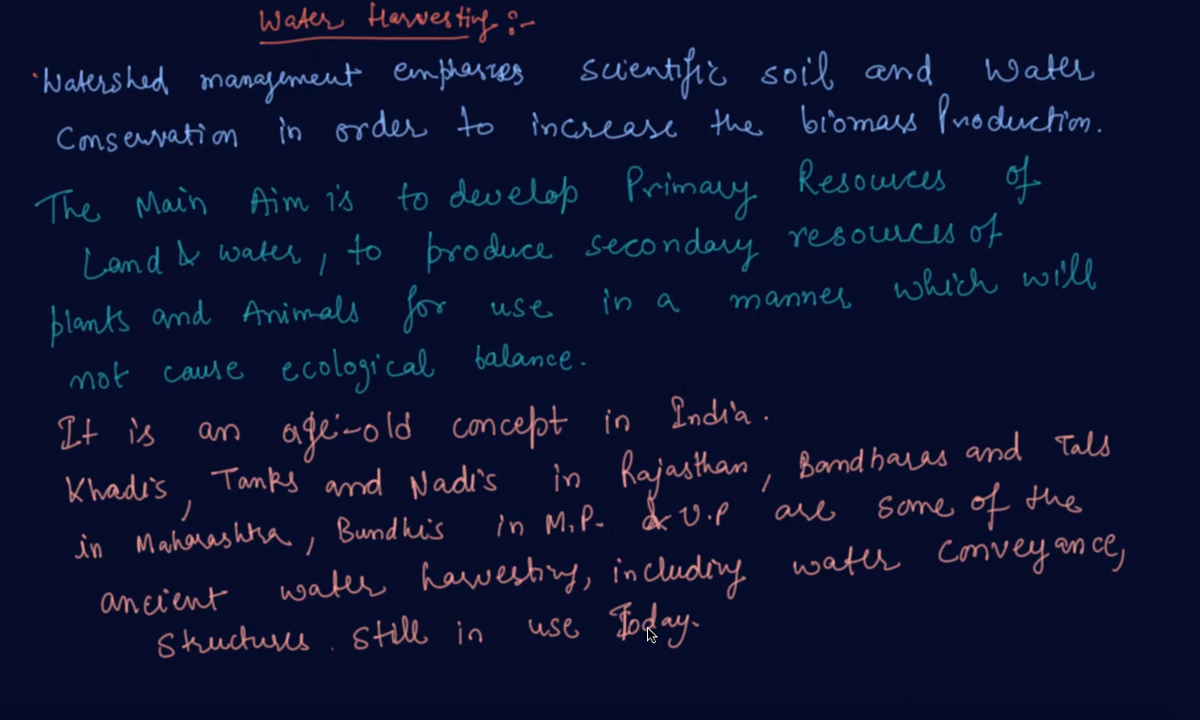 Water Harvesting :-
Watershed management emphasizes scientific soil and water
Conservation in order to increase the biomass Production.
The Main Aim is to develop Primary Resources of
Land & water, to produce secondary resources of
plants and Animals for use in a manner which will
not cause ecological balance.
It is an age-old concept in India.
Khadis, Tanks and Nadis in Rajasthan, Bandharas and Tals
in Maharashtra, Bundhis in M.P. & U.P are some of the
ancient water harvesting, including water conveyance,
structures still in use Today.